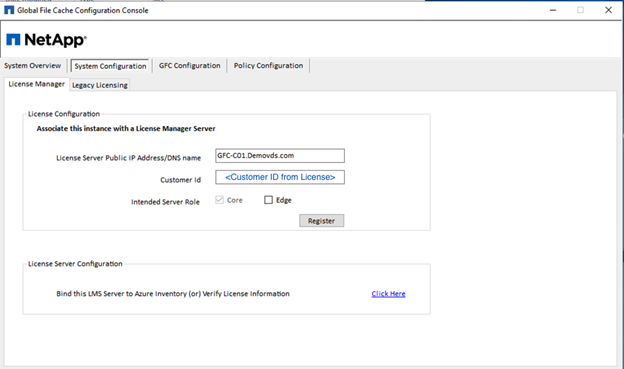 Global File Cache Configuration Console
NetApp®
System Overview System Configuration GFC Configuration Policy Configuration
License Manager Legacy Licensing
License Configuration
Associate this instance with a License Manager Server
License Server Public IP Address/DNS name GFC-C01.Demovds.com
Customer Id <Customer ID from License>
Intended Server Role Core Edge
Register
License Server Configuration
Bind this LMS Server to Azure Inventory (or) Verify License Information Click Here